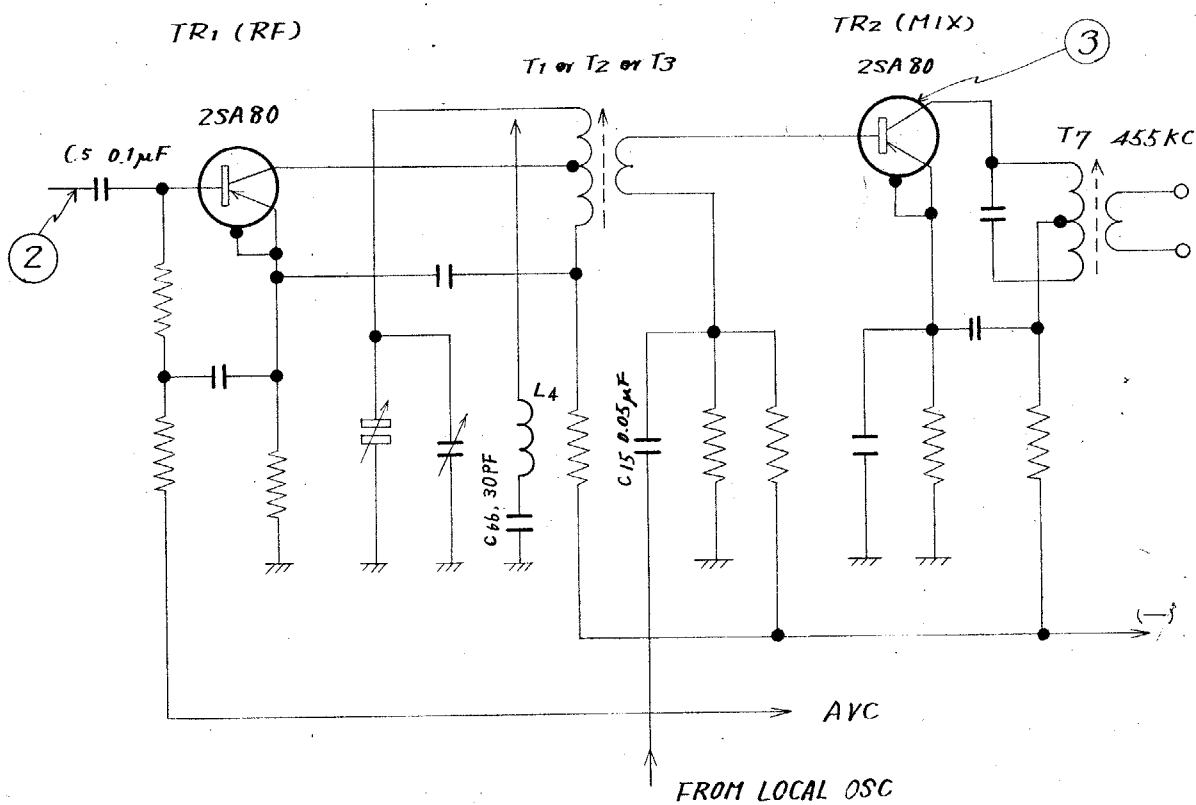 TR1 (RF)
TR2 (MIX)
3
T1 or T2 or T3
2SA80
2SA80
C5 0.1μF
T7 455KC
2
L4
C66, 30PF
C15 0.05μF
(—)
AVC
FROM LOCAL OSC